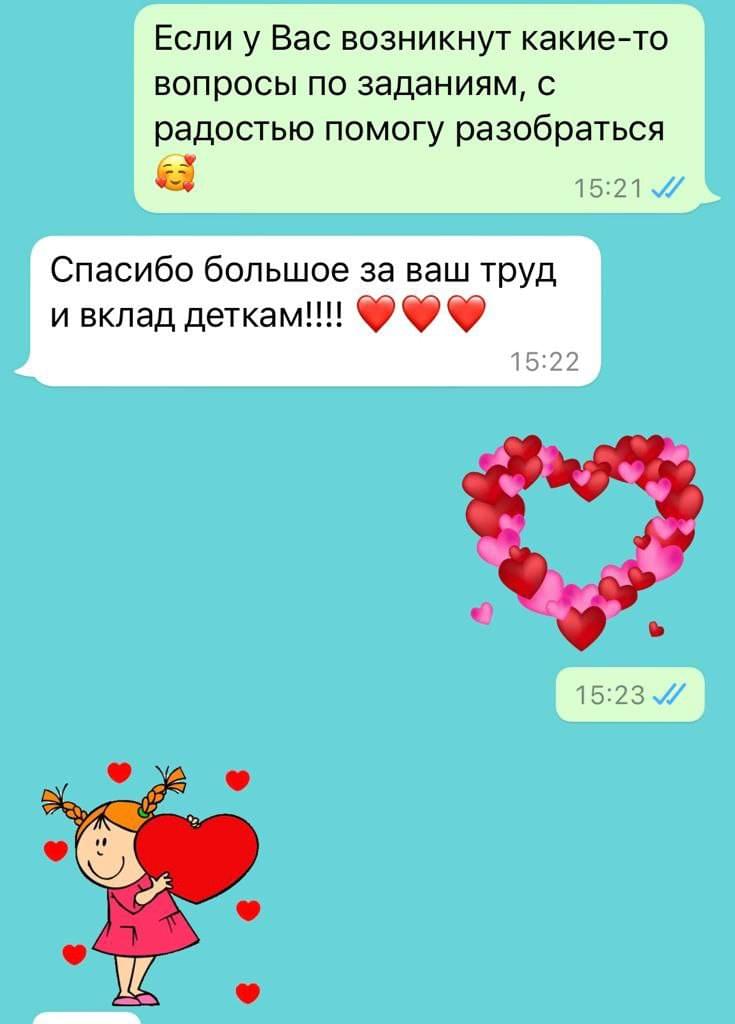 Если у Вас возникнут какие-то
вопросы по заданиям, с
радостью помогу разобраться
🥰
15:21
Спасибо большое за ваш труд
и вклад деткам!!!! ❤️❤️❤️
15:22
15:23